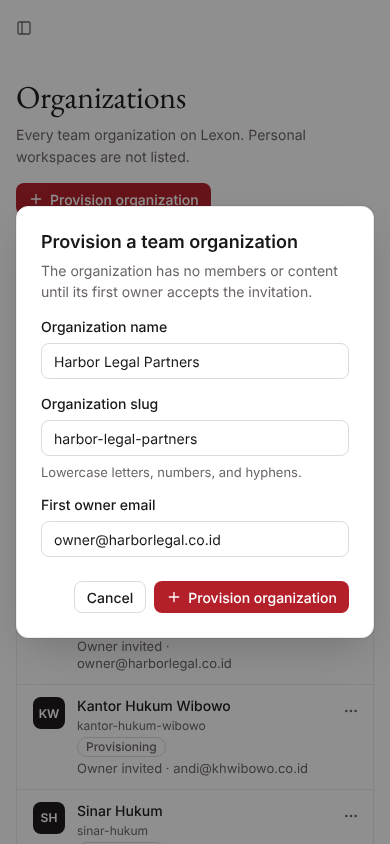 Organizations
Every team organization on Lexon. Personal
workspaces are not listed.
Provision organization
Provision a team organization
The organization has no members or content
until its first owner accepts the invitation.
Organization name
Harbor Legal Partners
Organization slug
harbor-legal-partners
Lowercase letters, numbers, and hyphens.
First owner email
owner@harborlegal.co.id
Cancel
Provision organization
Owner invited ·
owner@harborlegal.co.id
KW
Kantor Hukum Wibowo
kantor-hukum-wibowo
Provisioning
Owner invited · andi@khwibowo.co.id
SH
Sinar Hukum
sinar-hukum